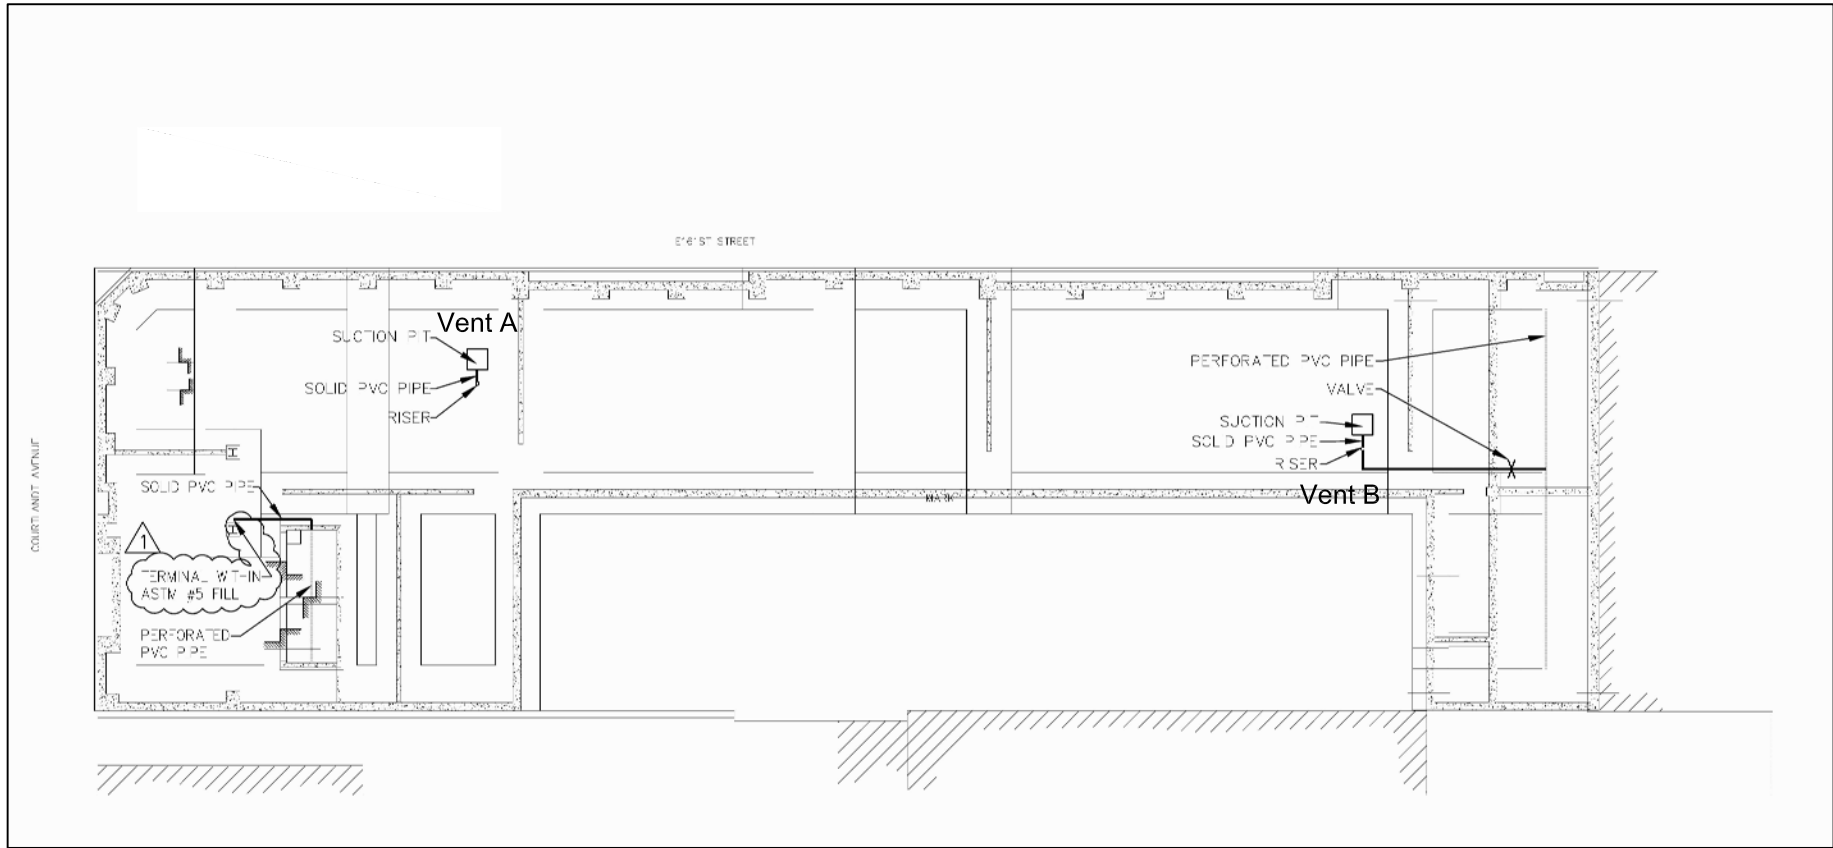 E'6'ST STREET
Vent A
SUCTION PIT
SOLID PVC PIPE
RISER
PERFORATED PVC PIPE
VALVE
SUCTION PIT
SOLID PVC PIPE
RISER
Vent B
COURTLANDT AVENUE
SOLID PVC PIPE
1
TERMINAL WITHIN
ASTM #5 FILL
PERFORATED
PVC PIPE